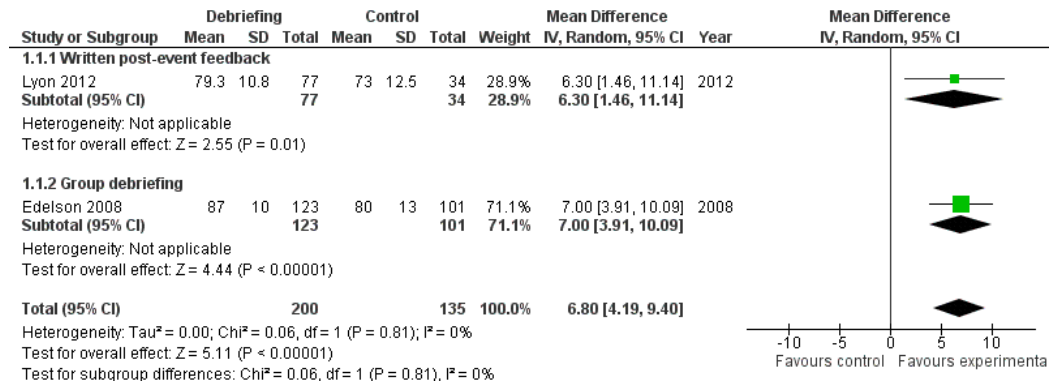 Debriefing Control Mean Difference Mean Difference
Study or Subgroup Mean SD Total Mean SD Total Weight IV, Random, 95% CI Year IV, Random, 95% CI
1.1.1 Written post-event feedback
Lyon 2012 79.3 10.8 77 73 12.5 34 28.9% 6.30 [1.46, 11.14] 2012
Subtotal (95% CI) 77 34 28.9% 6.30 [1.46, 11.14]
Heterogeneity: Not applicable
Test for overall effect: Z = 2.55 (P = 0.01)
1.1.2 Group debriefing
Edelson 2008 87 10 123 80 13 101 71.1% 7.00 [3.91, 10.09] 2008
Subtotal (95% CI) 123 101 71.1% 7.00 [3.91, 10.09]
Heterogeneity: Not applicable
Test for overall effect: Z = 4.44 (P < 0.00001)
Total (95% CI) 200 135 100.0% 6.80 [4.19, 9.40]
Heterogeneity: Tau² = 0.00; Chi² = 0.06, df = 1 (P = 0.81); I² = 0%
Test for overall effect: Z = 5.11 (P < 0.00001)
Test for subgroup differences: Chi² = 0.06, df = 1 (P = 0.81), I² = 0%
-10 -5 0 5 10
Favours control Favours experimenta